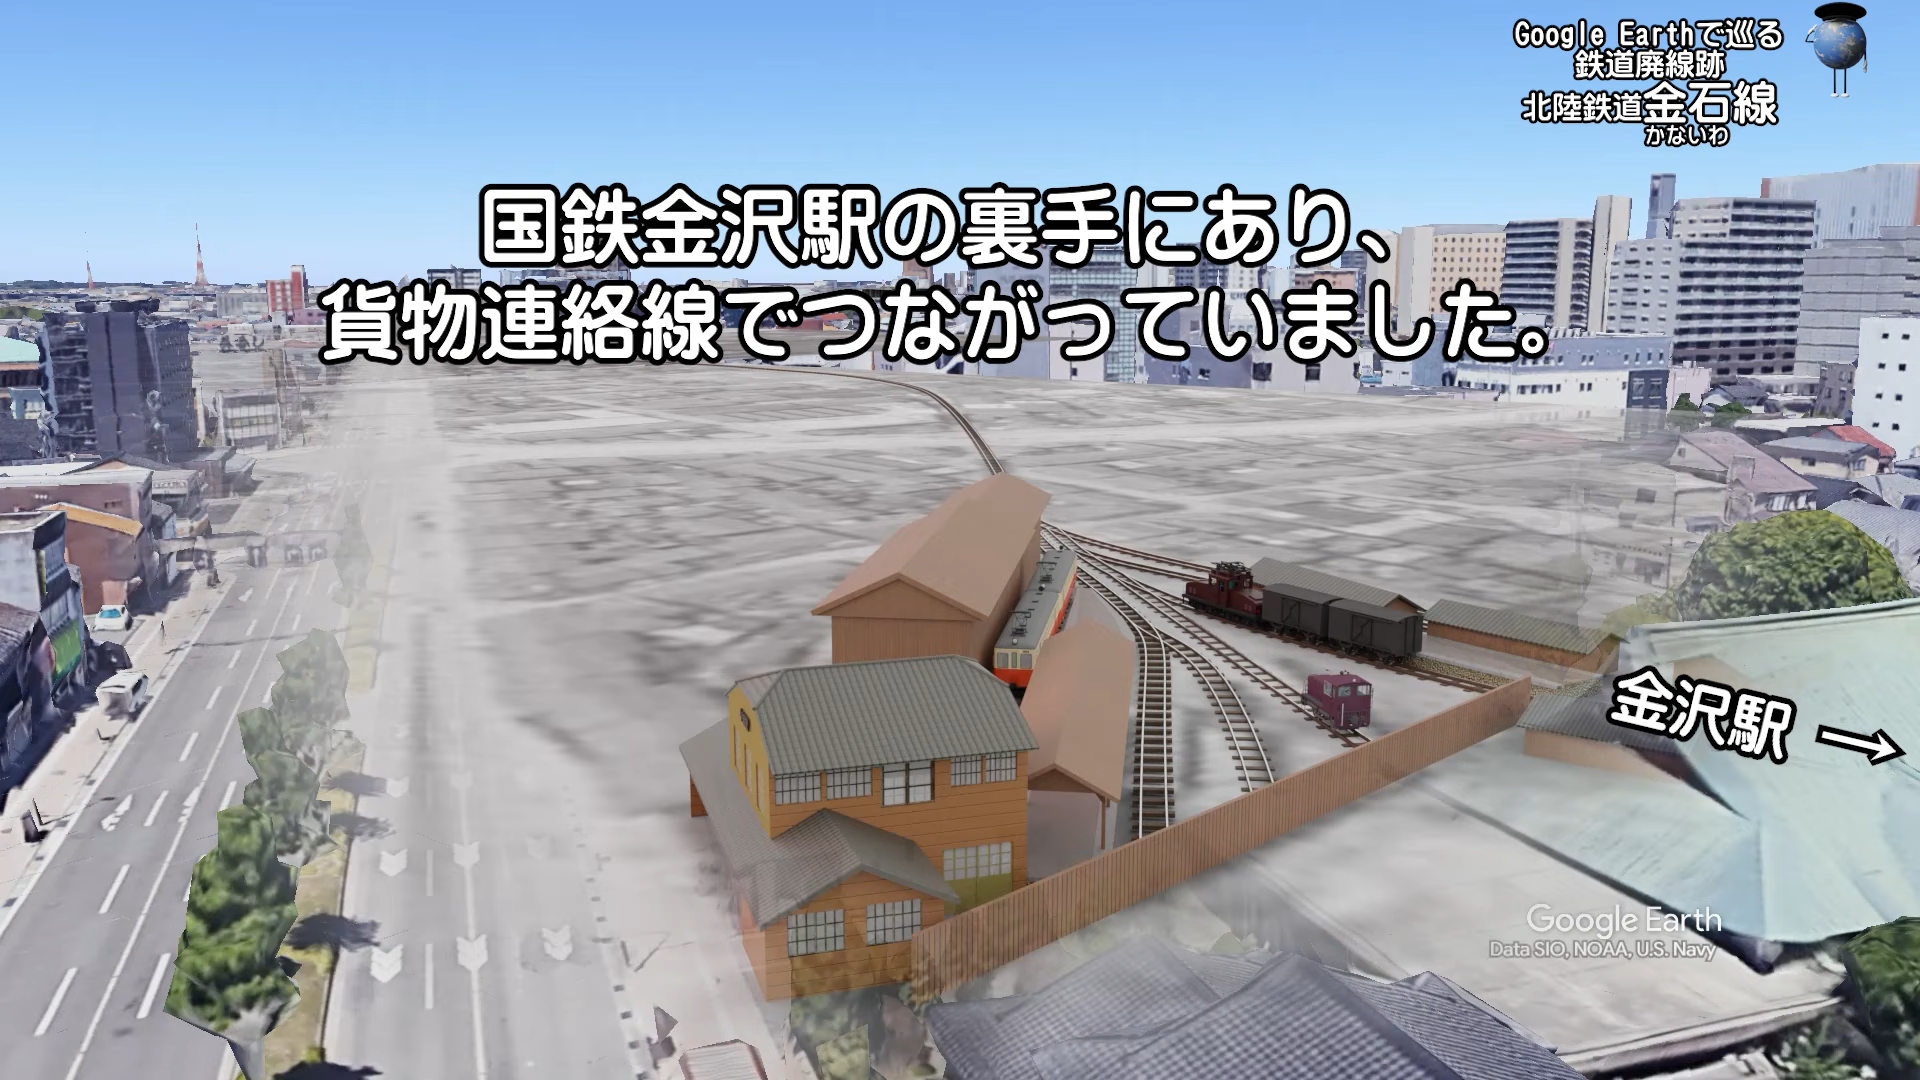 Google Earthで巡る
鉄道廃線跡
北陸鉄道金石線
かないわ
国鉄金沢駅の裏手にあり、
貨物連絡線でつながっていました。
金沢駅 →
Google Earth
Data SIO, NOAA, U.S. Navy